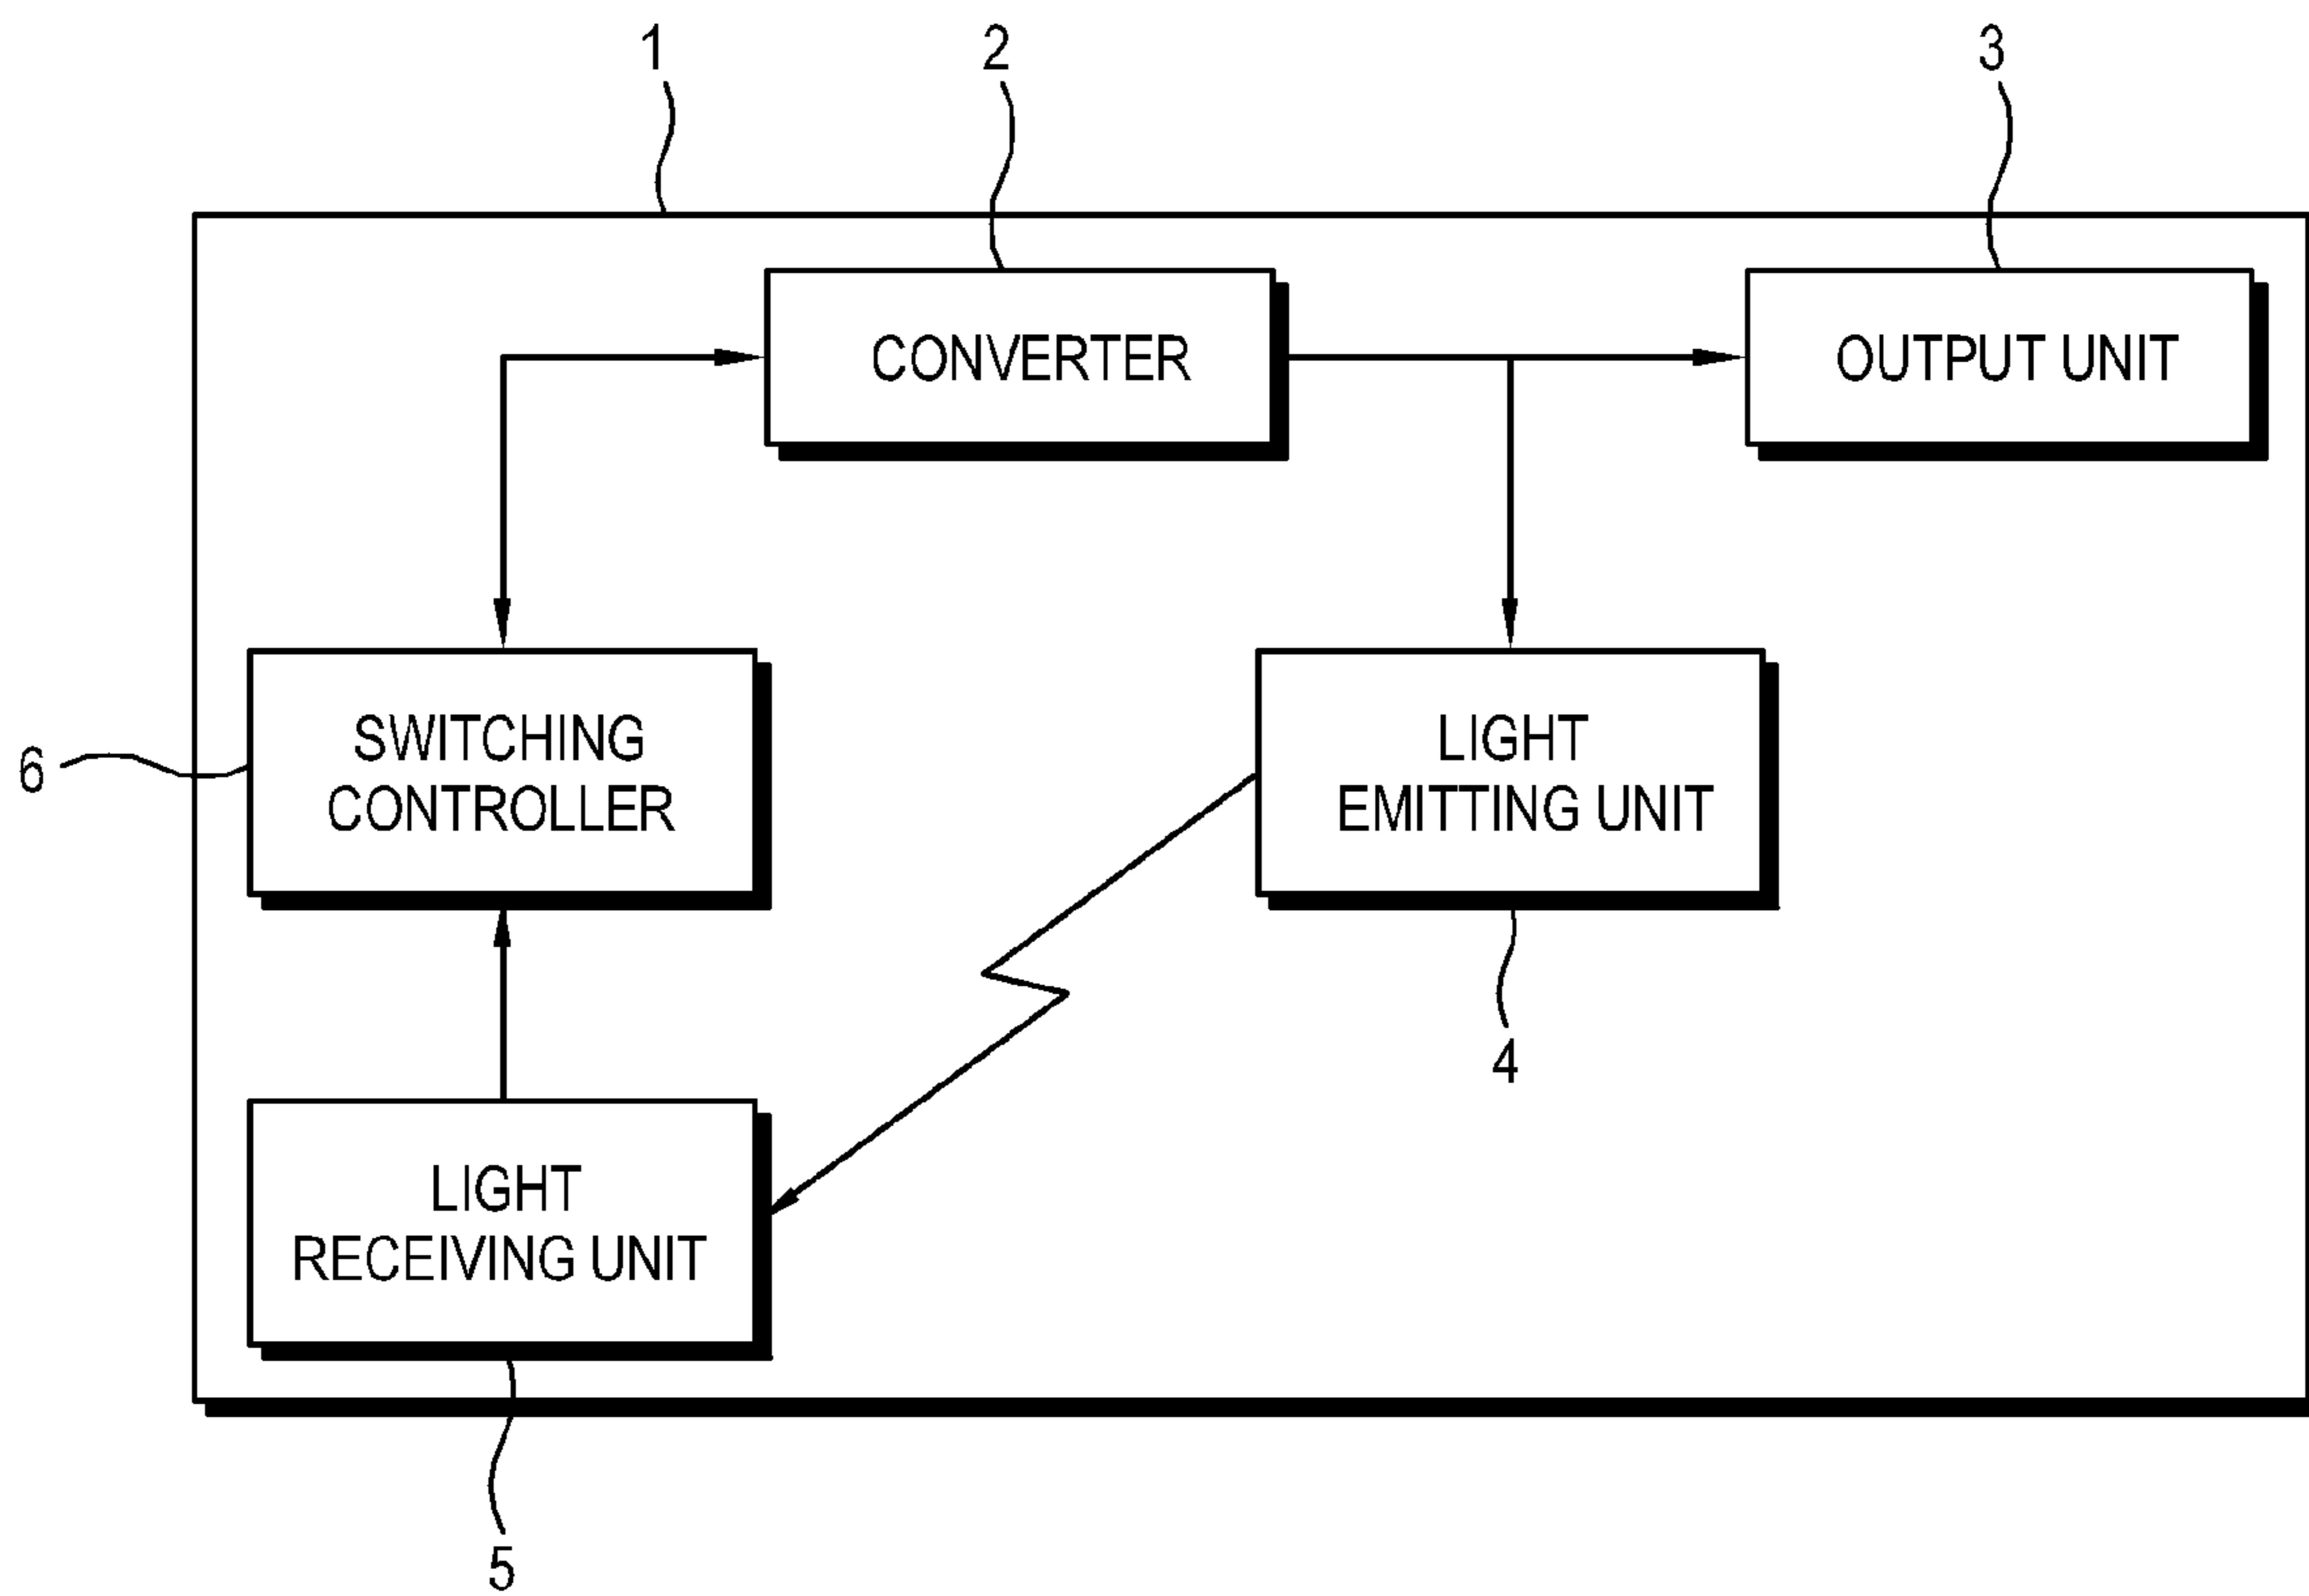 1
2
3
CONVERTER
OUTPUT UNIT
SWITCHING
CONTROLLER
6
LIGHT
EMITTING UNIT
4
LIGHT
RECEIVING UNIT
5